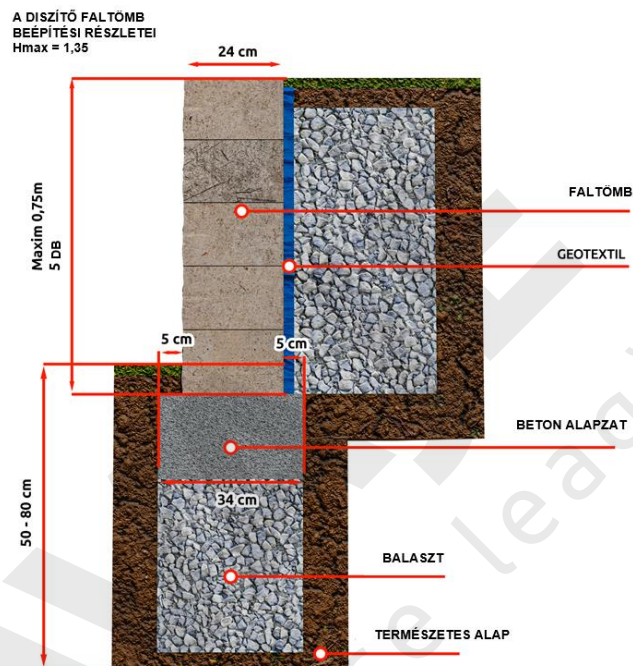 A DISZÍTŐ FALTÖMB
BEÉPÍTÉSI RÉSZLETEI
Hmax = 1,35
24 cm
Maxim 0,75m
5 DB
FALTÖMB
GEOTEXTIL
5 cm
5 cm
BETON ALAPZAT
34 cm
50 - 80 cm
BALASZT
TERMÉSZETES ALAP